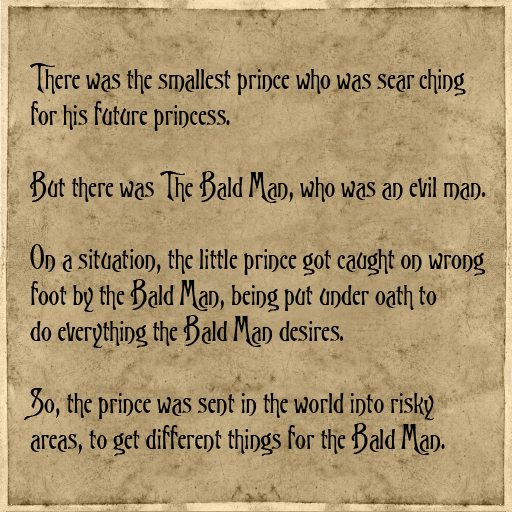 There was the smallest prince who was sear ching
for his future princess.
But there was The Bald Man, who was an evil man.
On a situation, the little prince got caught on wrong
foot by the Bald Man, being put under oath to
do everything the Bald Man desires.
So, the prince was sent in the world into risky
areas, to get different things for the Bald Man.